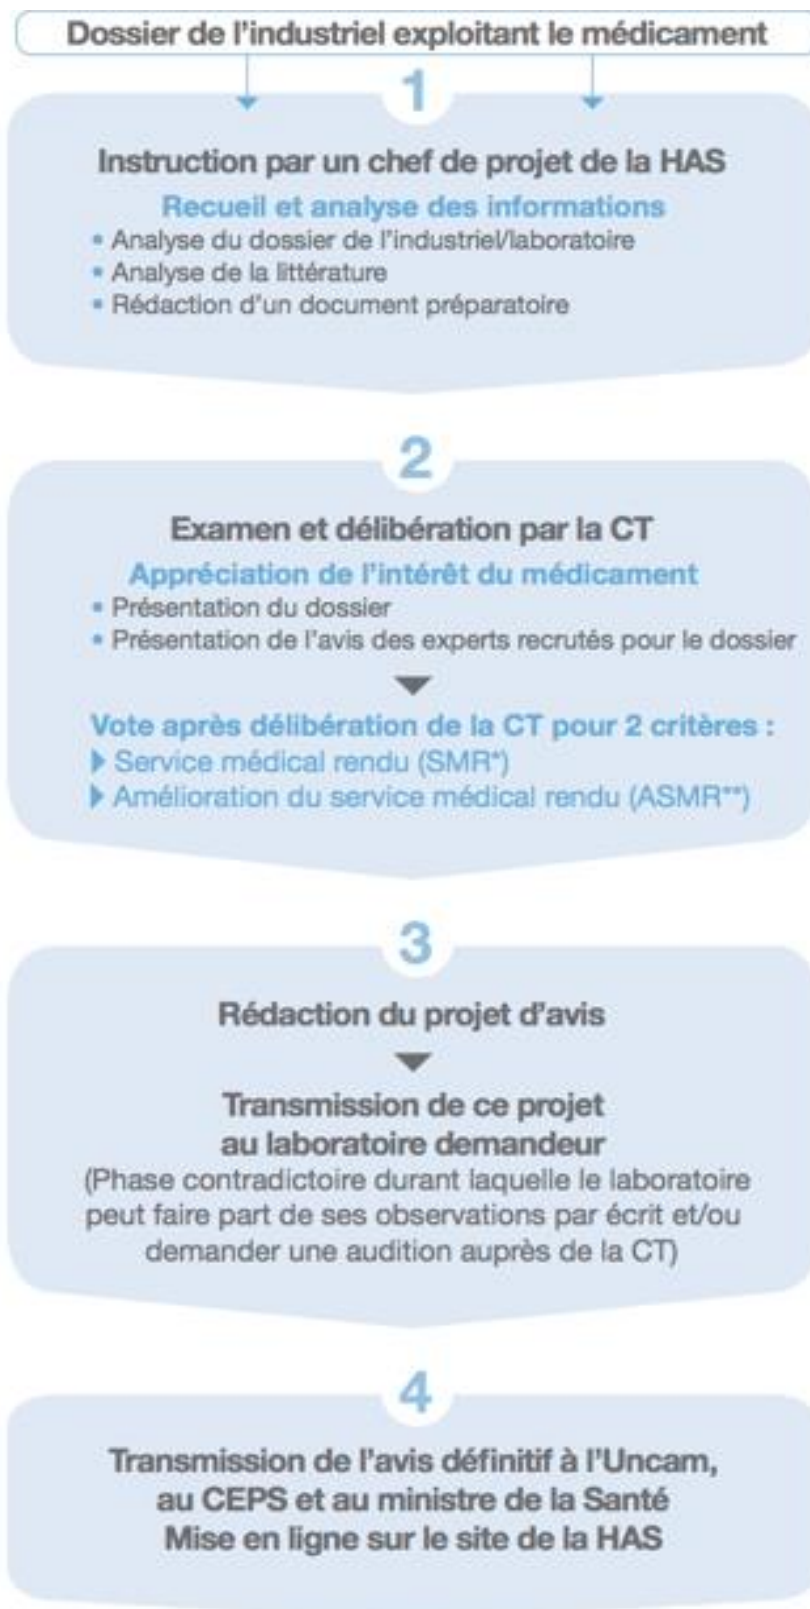 Dossier de l'industriel exploitant le médicament
1
Instruction par un chef de projet de la HAS
Recueil et analyse des informations
• Analyse du dossier de l'industriel/laboratoire
• Analyse de la littérature
• Rédaction d'un document préparatoire
2
Examen et délibération par la CT
Appréciation de l'intérêt du médicament
• Présentation du dossier
• Présentation de l'avis des experts recrutés pour le dossier
Vote après délibération de la CT pour 2 critères :
Service médical rendu (SMR*)
Amélioration du service médical rendu (ASMR**)
3
Rédaction du projet d'avis
Transmission de ce projet
au laboratoire demandeur
(Phase contradictoire durant laquelle le laboratoire
peut faire part de ses observations par écrit et/ou
demander une audition auprès de la CT)
4
Transmission de l'avis définitif à l'Uncam,
au CEPS et au ministre de la Santé
Mise en ligne sur le site de la HAS